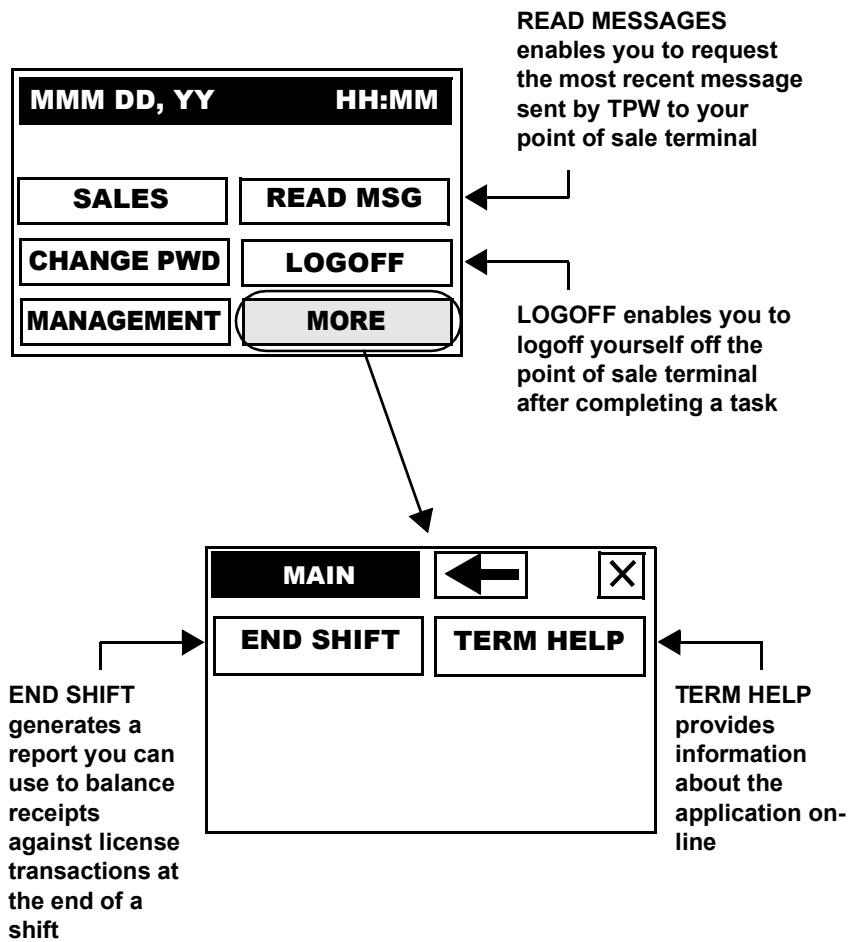 READ MESSAGES
enables you to request
the most recent message
sent by TPW to your
point of sale terminal
MMM DD, YY HH:MM
SALES READ MSG
CHANGE PWD LOGOFF
MANAGEMENT MORE
LOGOFF enables you to
logoff yourself off the
point of sale terminal
after completing a task
MAIN
END SHIFT TERM HELP
END SHIFT
generates a
report you can
use to balance
receipts
against license
transactions at
the end of a
shift
TERM HELP
provides
information
about the
application on-
line